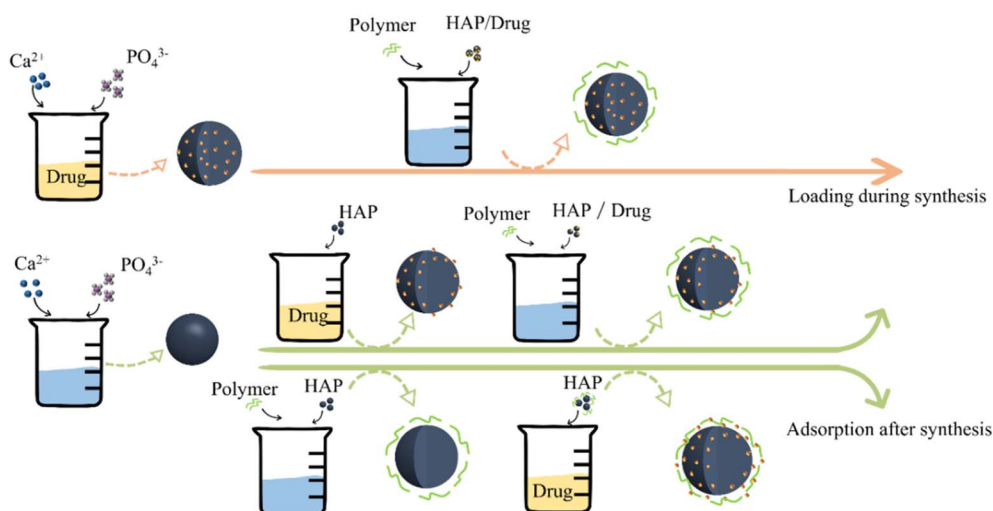 Polymer
HAP/Drug
Ca²⁺
PO₄³⁻
Drug
Loading during synthesis
HAP
Polymer
HAP / Drug
Ca²⁺
PO₄³⁻
Drug
Polymer
HAP
HAP
Adsorption after synthesis
Drug